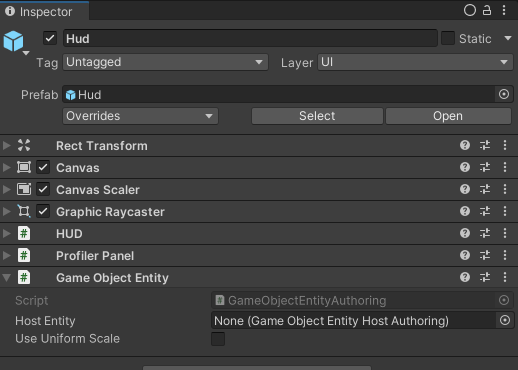 Inspector
Hud
Static
Tag Untagged Layer UI
Prefab Hud
Overrides Select Open
Rect Transform
Canvas
Canvas Scaler
Graphic Raycaster
HUD
Profiler Panel
Game Object Entity
Script GameObjectEntityAuthoring
Host Entity None (Game Object Entity Host Authoring)
Use Uniform Scale